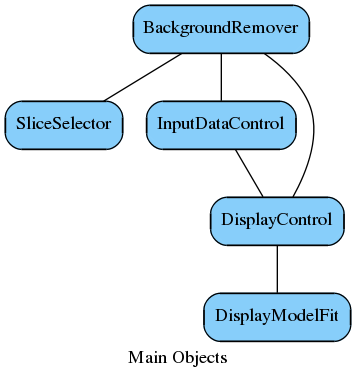 BackgroundRemover
SliceSelector
InputDataControl
DisplayControl
DisplayModelFit
Main Objects